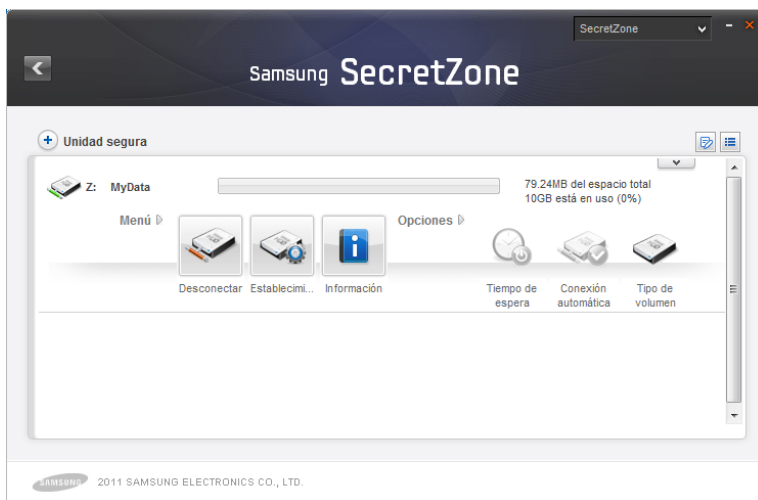 SecretZone
Samsung SecretZone
Unidad segura
Z: MyData
79.24MB del espacio total
10GB está en uso (0%)
Menú
Opciones
Desconectar
Establecimi...
Información
Tiempo de espera
Conexión automática
Tipo de volumen
SAMSUNG
2011 SAMSUNG ELECTRONICS CO., LTD.